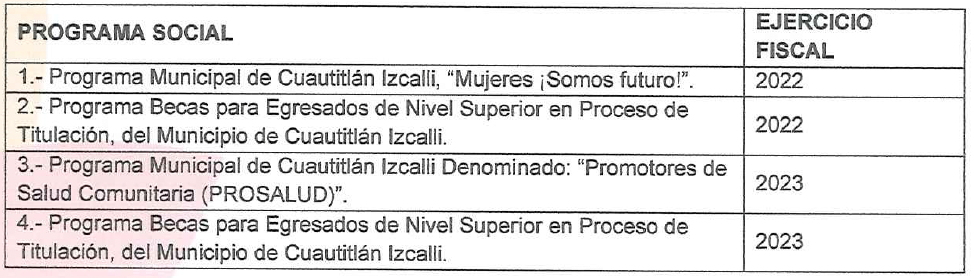 PROGRAMA SOCIAL
EJERCICIO
FISCAL
1.- Programa Municipal de Cuautitlán Izcalli, “Mujeres ¡Somos futuro!”.
2022
2.- Programa Becas para Egresados de Nivel Superior en Proceso de
Titulación, del Municipio de Cuautitlán Izcalli.
2022
3.- Programa Municipal de Cuautitlán Izcalli Denominado: “Promotores de
Salud Comunitaria (PROSALUD)”.
2023
4.- Programa Becas para Egresados de Nivel Superior en Proceso de
Titulación, del Municipio de Cuautitlán Izcalli.
2023